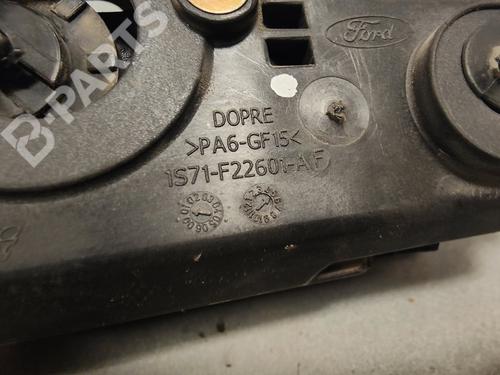 B-PARTS
Ford
DOPRE
>PA6-GF15<
1S71-F22601-AF